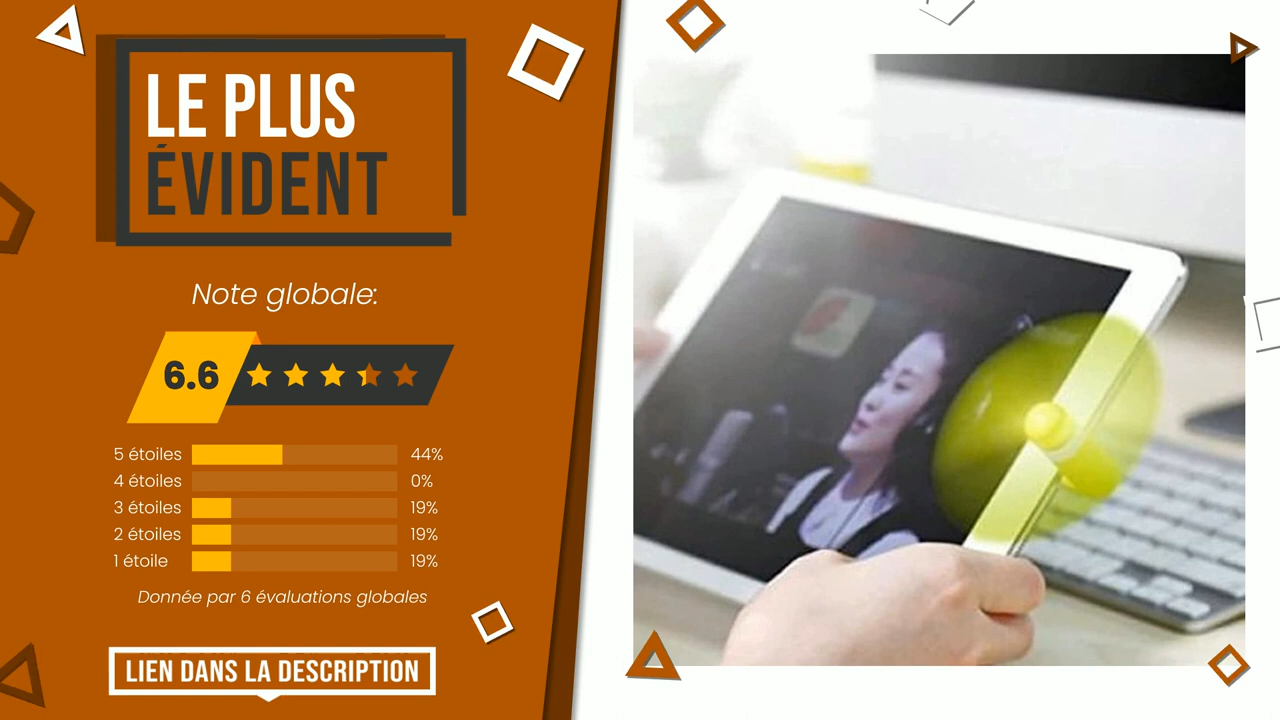 LE PLUS
ÉVIDENT
Note globale:
6.6
5 étoiles 44%
4 étoiles 0%
3 étoiles 19%
2 étoiles 19%
1 étoile 19%
Donnée par 6 évaluations globales
LIEN DANS LA DESCRIPTION